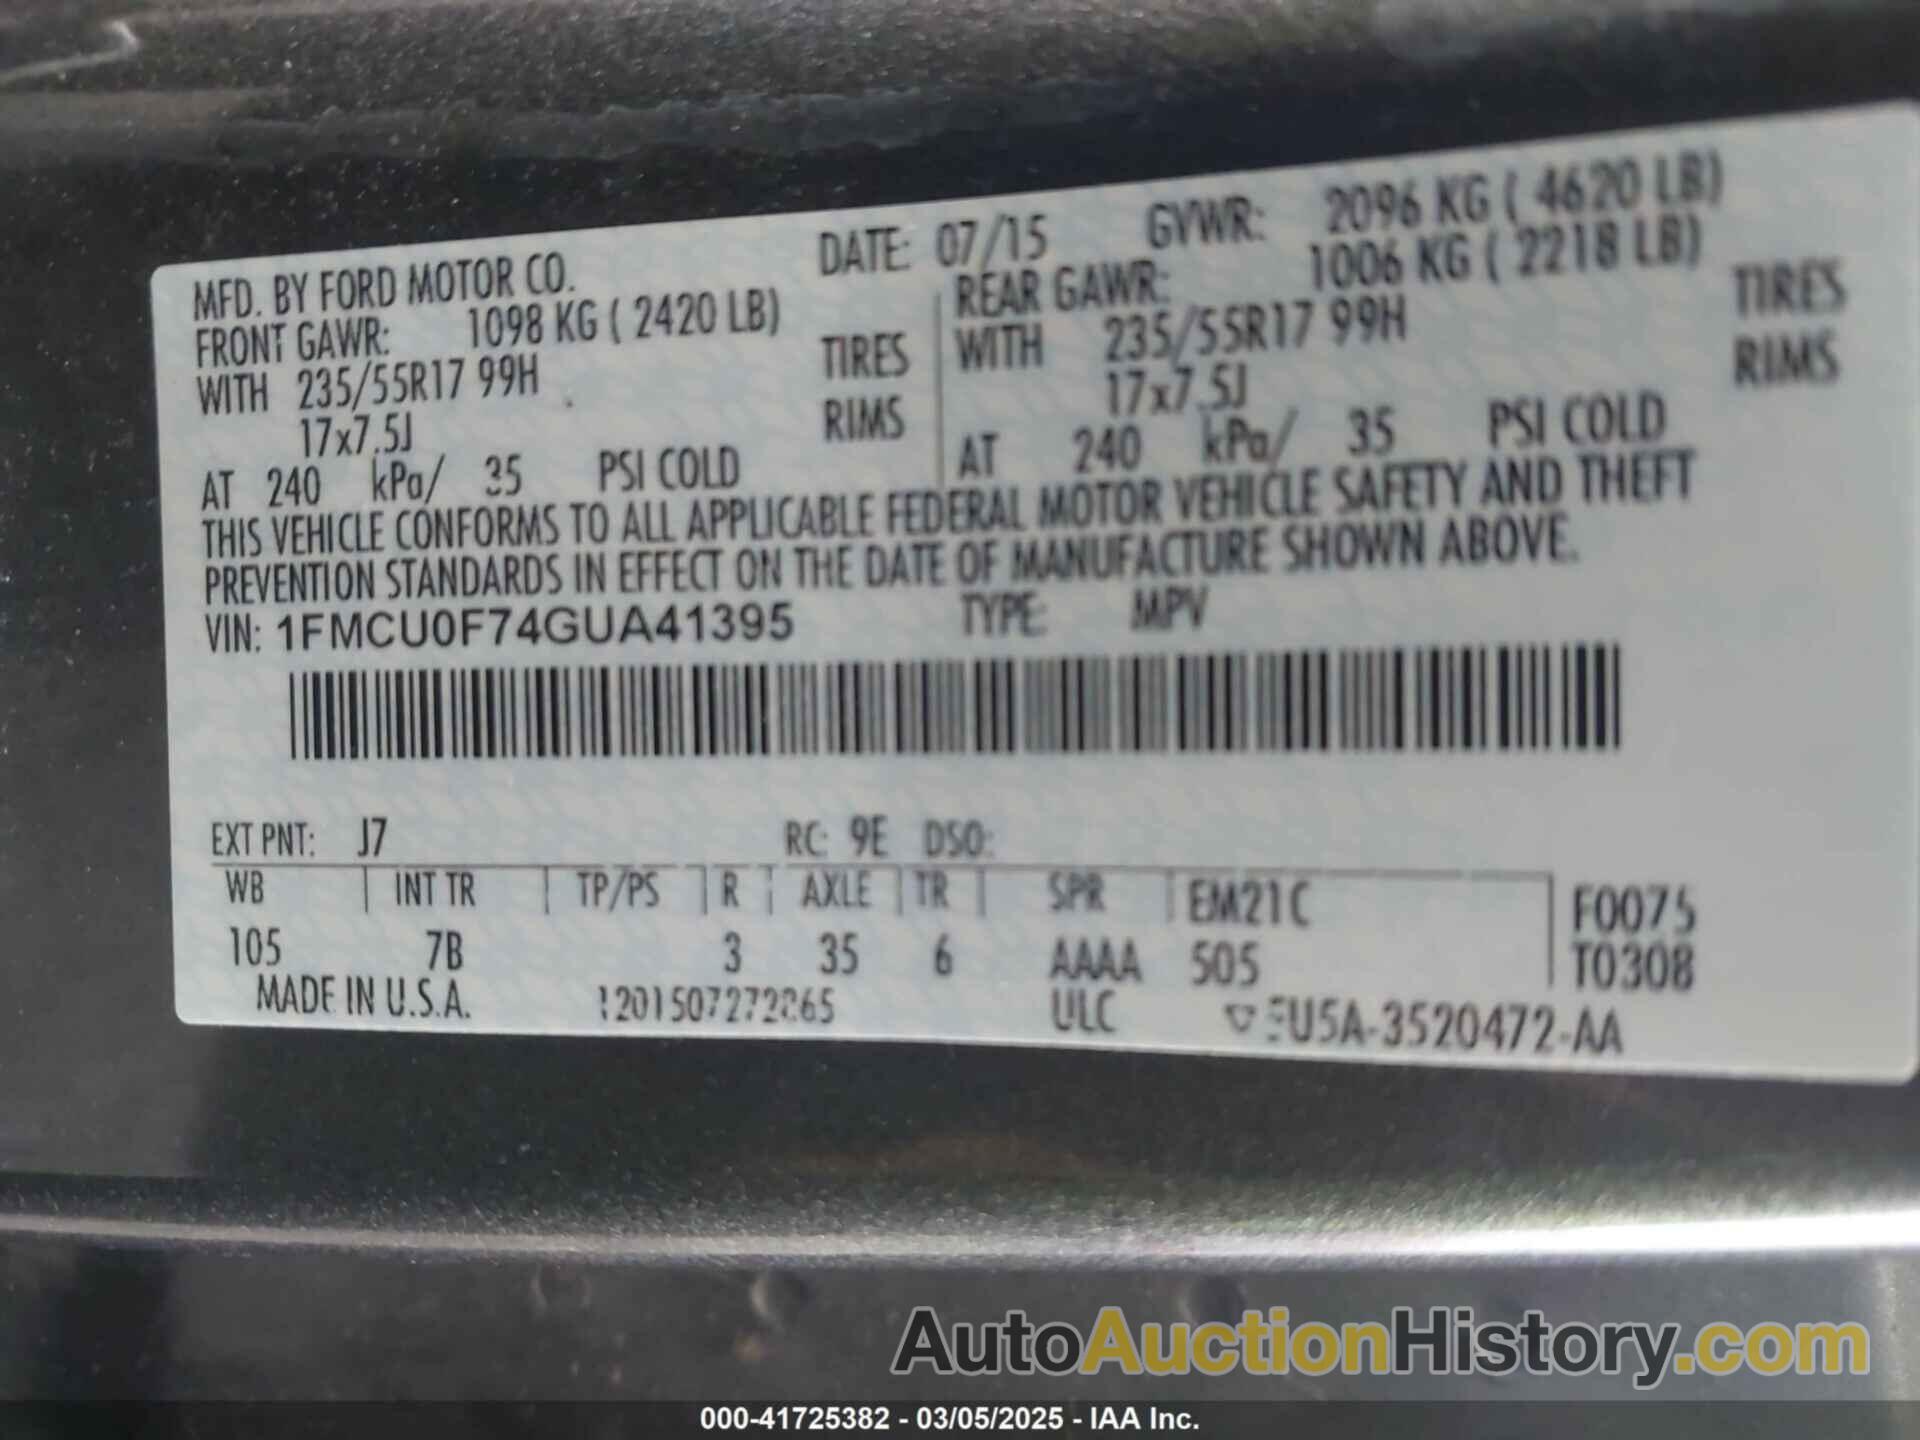 MFD. BY FORD MOTOR CO. DATE: 07/15 GVWR: 2096 KG ( 4620 LB)
FRONT GAWR: 1098 KG ( 2420 LB) REAR GAWR: 1006 KG ( 2218 LB)
WITH 235/55R17 99H TIRES WITH 235/55R17 99H TIRES
17x7.5J RIMS 17x7.5J RIMS
AT 240 kPa/ 35 PSI COLD AT 240 kPa/ 35 PSI COLD
THIS VEHICLE CONFORMS TO ALL APPLICABLE FEDERAL MOTOR VEHICLE SAFETY AND THEFT
PREVENTION STANDARDS IN EFFECT ON THE DATE OF MANUFACTURE SHOWN ABOVE.
VIN: 1FMCU0F74GUA41395 TYPE: MPV
EXT PNT: J7 RC: 9E DSO:
WB INT TR TP/PS R AXLE TR SPR EM21C F0075
105 7B 3 35 6 AAAA 505 T0308
MADE IN U.S.A. ULC
AutoAuctionHistory.com
000-41725382 - 03/05/2025 - IAA Inc.